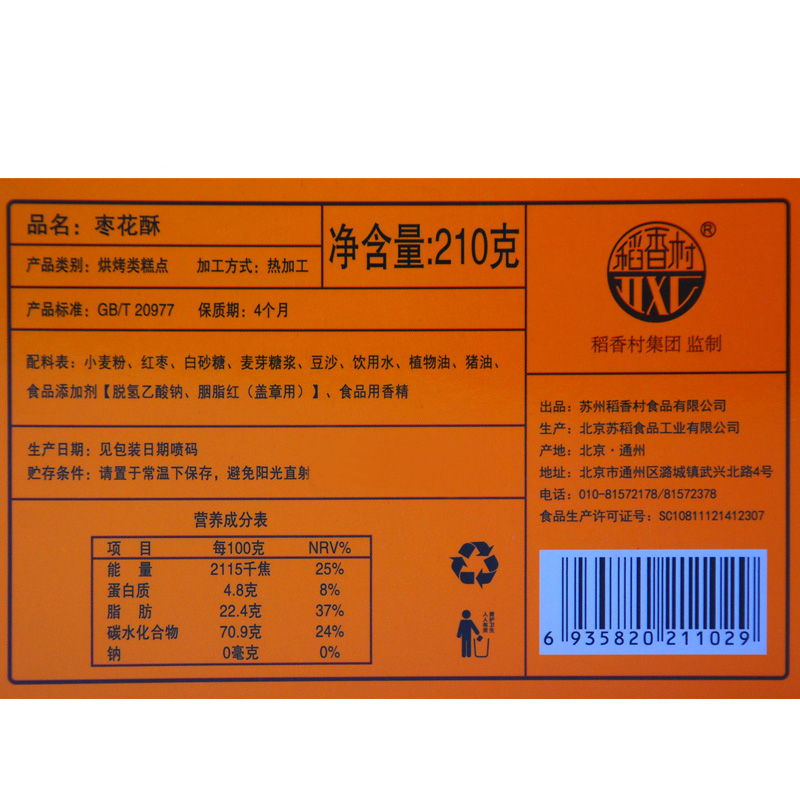 品名：枣花酥
净含量:210克
产品类别：烘烤类糕点 加工方式：热加工
产品标准：GB/T 20977 保质期：4个月
配料表：小麦粉、红枣、白砂糖、麦芽糖浆、豆沙、饮用水、植物油、猪油、
食品添加剂【脱氢乙酸钠、胭脂红（盖章用）】、食品用香精
生产日期：见包装日期喷码
贮存条件：请置于常温下保存，避免阳光直射
营养成分表
项 目 每100克 NRV%
能 量 2115千焦 25%
蛋白质 4.8克 8%
脂 肪 22.4克 37%
碳水化合物 70.9克 24%
钠 0毫克 0%
稻香村 ®
DXC
稻香村集团 监制
出品：苏州稻香村食品有限公司
生产：北京苏稻食品工业有限公司
产地：北京·通州
地址：北京市通州区潞城镇武兴北路4号
电话：010-81572178/81572378
食品生产许可证号：SC10811121412307
6 935820 211029